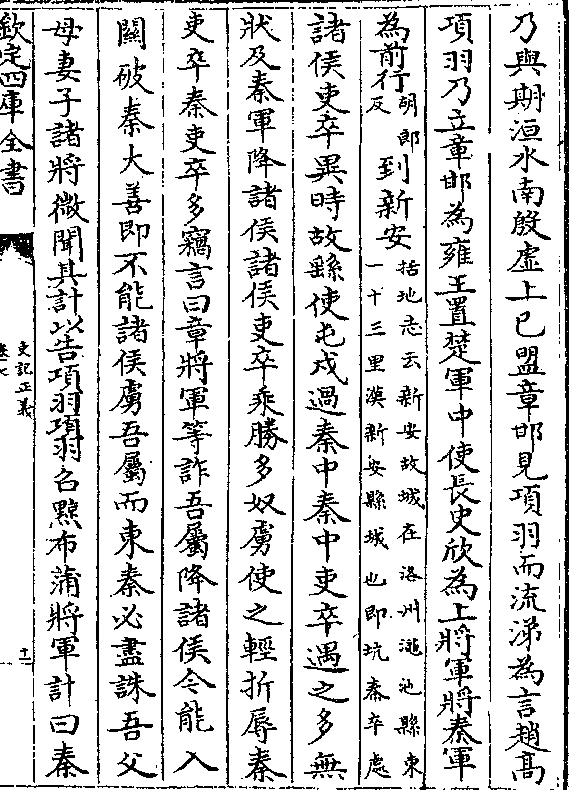 乃與期洹水南殷虛上已盟章邯見項羽而流涕為言趙髙
項羽乃立章邯為雍王置楚軍中使長史欣為上將軍將秦軍
為前行胡郎反到新安括地志云新安故城在洛州澠池縣東一十三里漢新安縣城也即坑秦卒處
諸侯吏卒異時故繇使屯戍過秦中秦中吏卒遇之多無
狀及秦軍降諸侯諸侯吏卒乘勝多奴虜使之輕折辱秦
吏卒秦吏卒多竊言曰章將軍等詐吾屬降諸侯今能入
關破秦大善即不能諸侯虜吾屬而東秦必盡誅吾父
母妻子諸將微聞其計以告項羽項羽召黥布蒲將軍計曰秦
欽定四庫全書
史記正義
卷七
十一